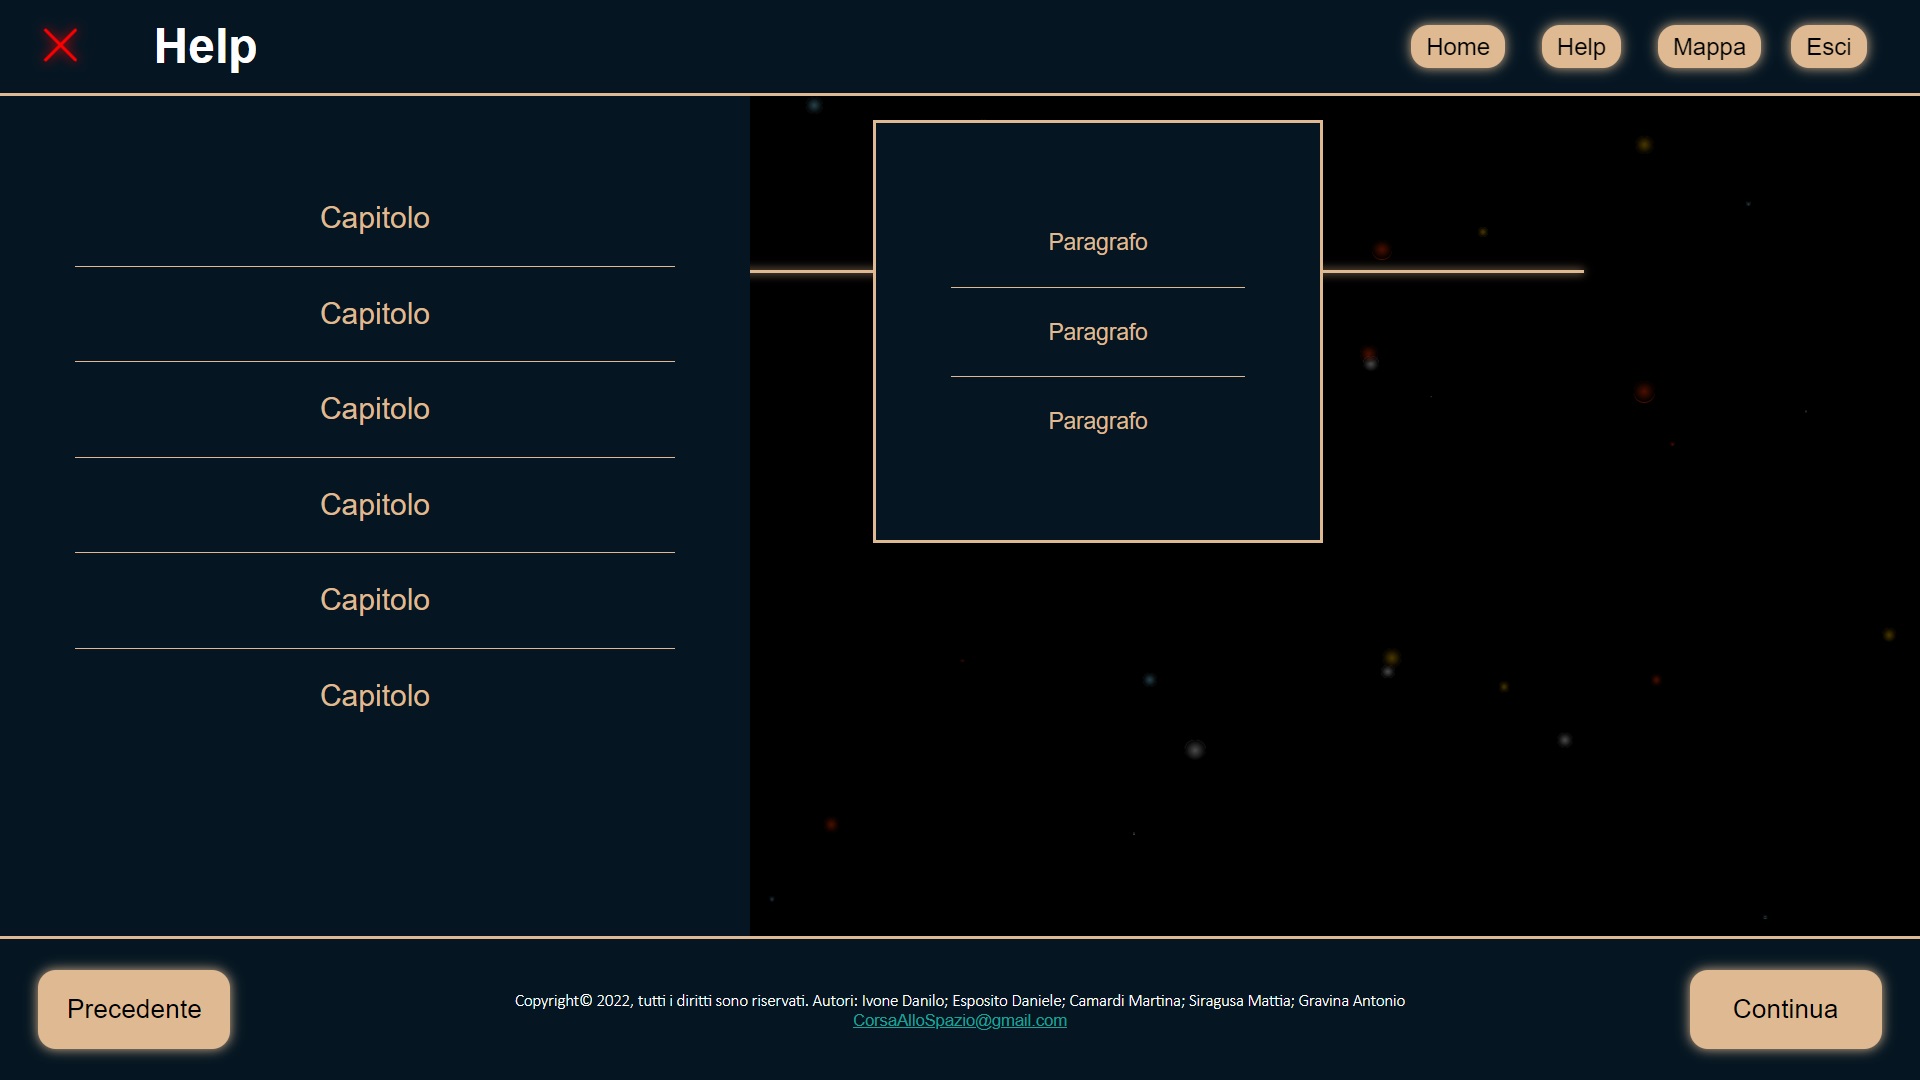 Help
Home
Help
Mappa
Esci
Capitolo
Capitolo
Capitolo
Capitolo
Capitolo
Capitolo
Paragrafo
Paragrafo
Paragrafo
Precedente
Copyright© 2022, tutti i diritti sono riservati. Autori: Ivone Danilo; Esposito Daniele; Camardi Martina; Siragusa Mattia; Gravina Antonio
CorsaAlloSpazio@gmail.com
Continua